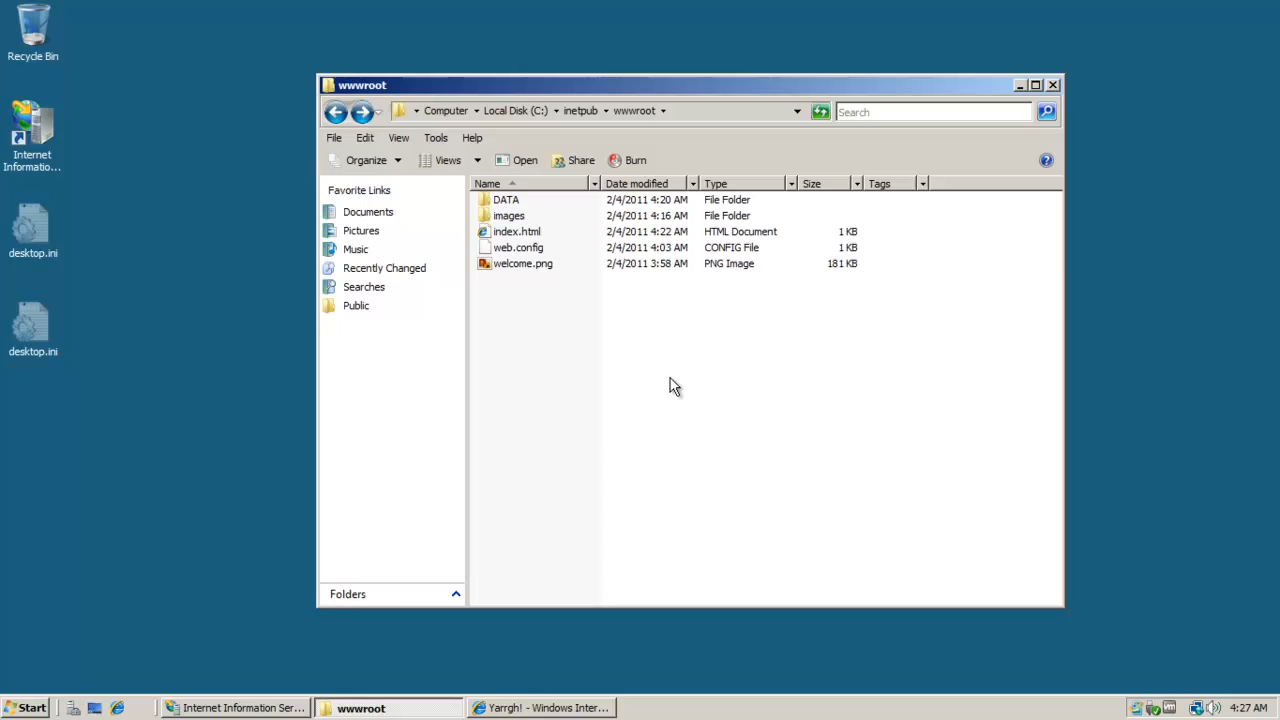 Recycle Bin
Internet
Informatio...
desktop.ini
desktop.ini
wwwroot
Computer Local Disk (C:) inetpub wwwroot
Search
File Edit View Tools Help
Organize Views Open Share Burn
Favorite Links
Documents
Pictures
Music
Recently Changed
Searches
Public
Folders
Name Date modified Type Size Tags
DATA 2/4/2011 4:20 AM File Folder
images 2/4/2011 4:16 AM File Folder
index.html 2/4/2011 4:22 AM HTML Document 1 KB
web.config 2/4/2011 4:03 AM CONFIG File 1 KB
welcome.png 2/4/2011 3:58 AM PNG Image 181 KB
Start Internet Information Ser... wwwroot Yarrgh! - Windows Inter... 4:27 AM